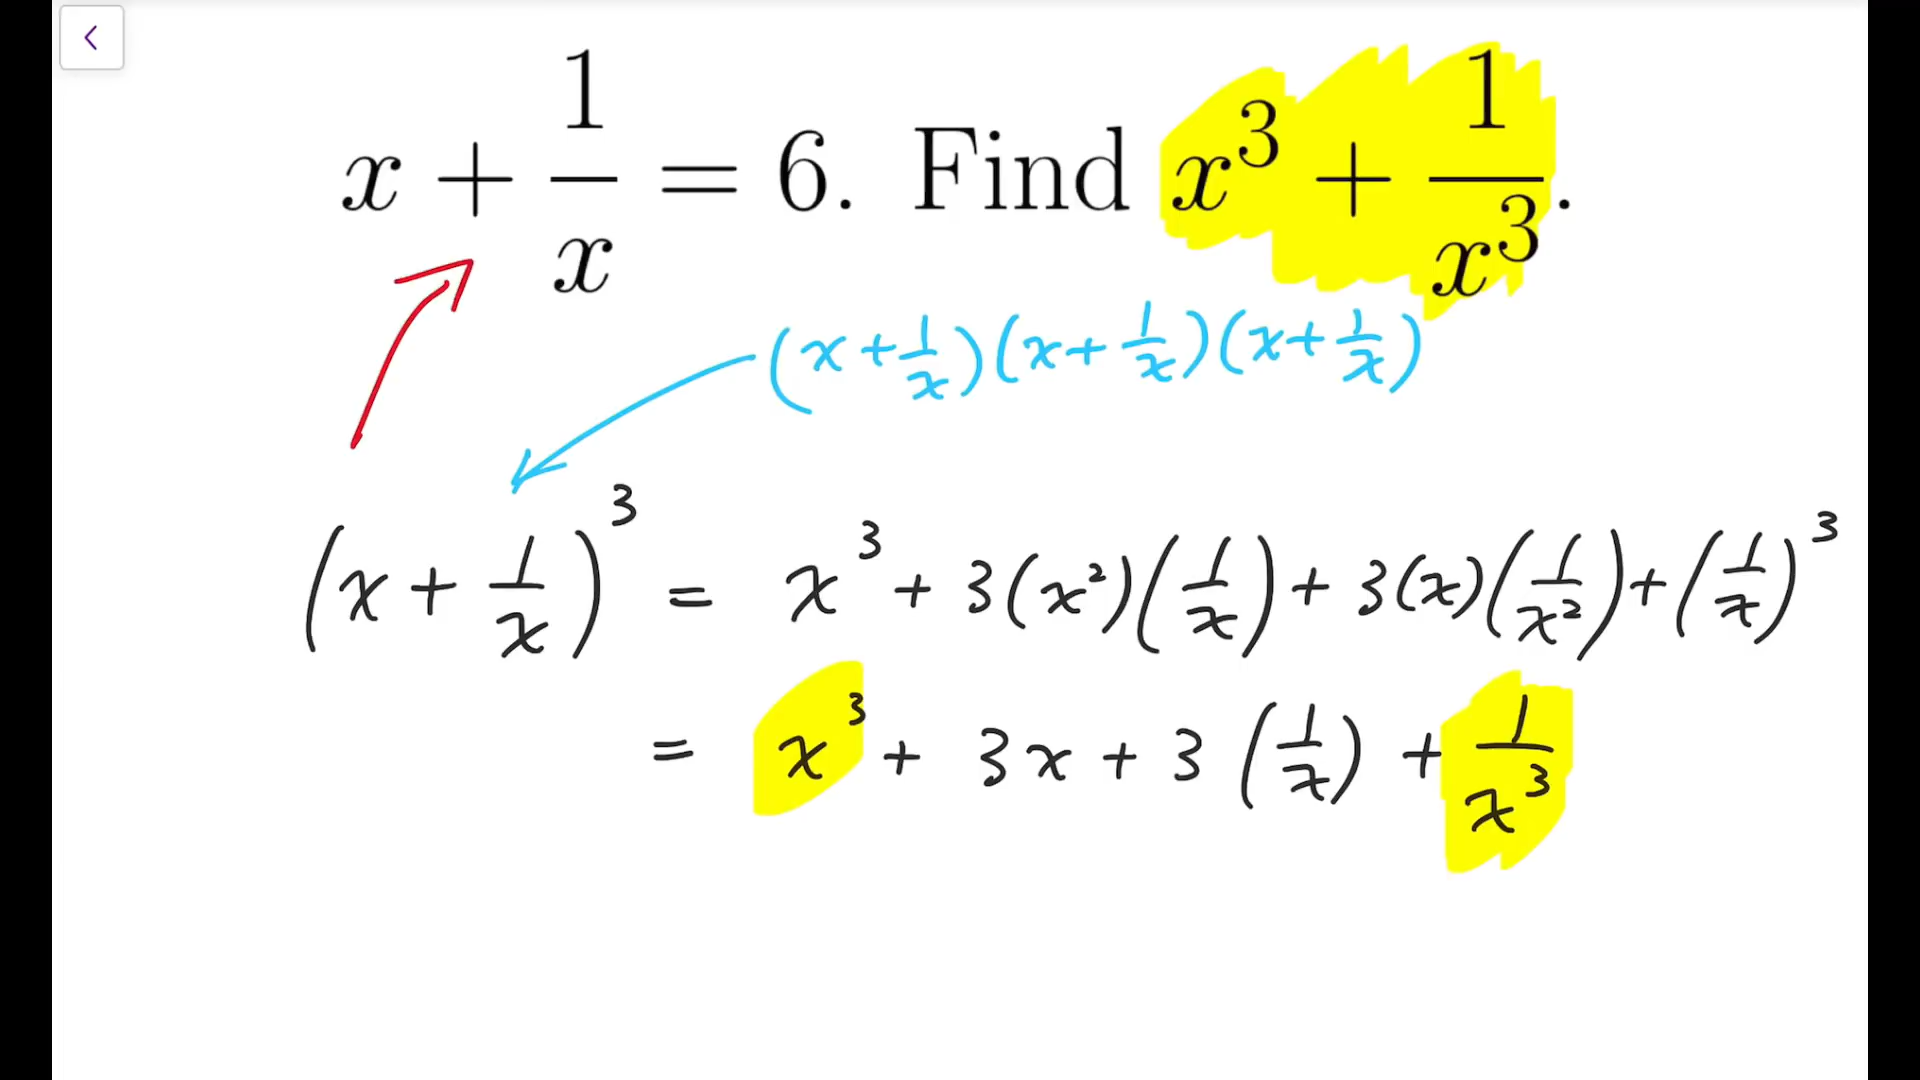 x + 1/x = 6. Find x³ + 1/x³.
(x + 1/x)(x + 1/x)(x + 1/x)
(x + 1/x)³ = x³ + 3(x²)(1/x) + 3(x)(1/x²) + (1/x)³
= x³ + 3x + 3(1/x) + 1/x³